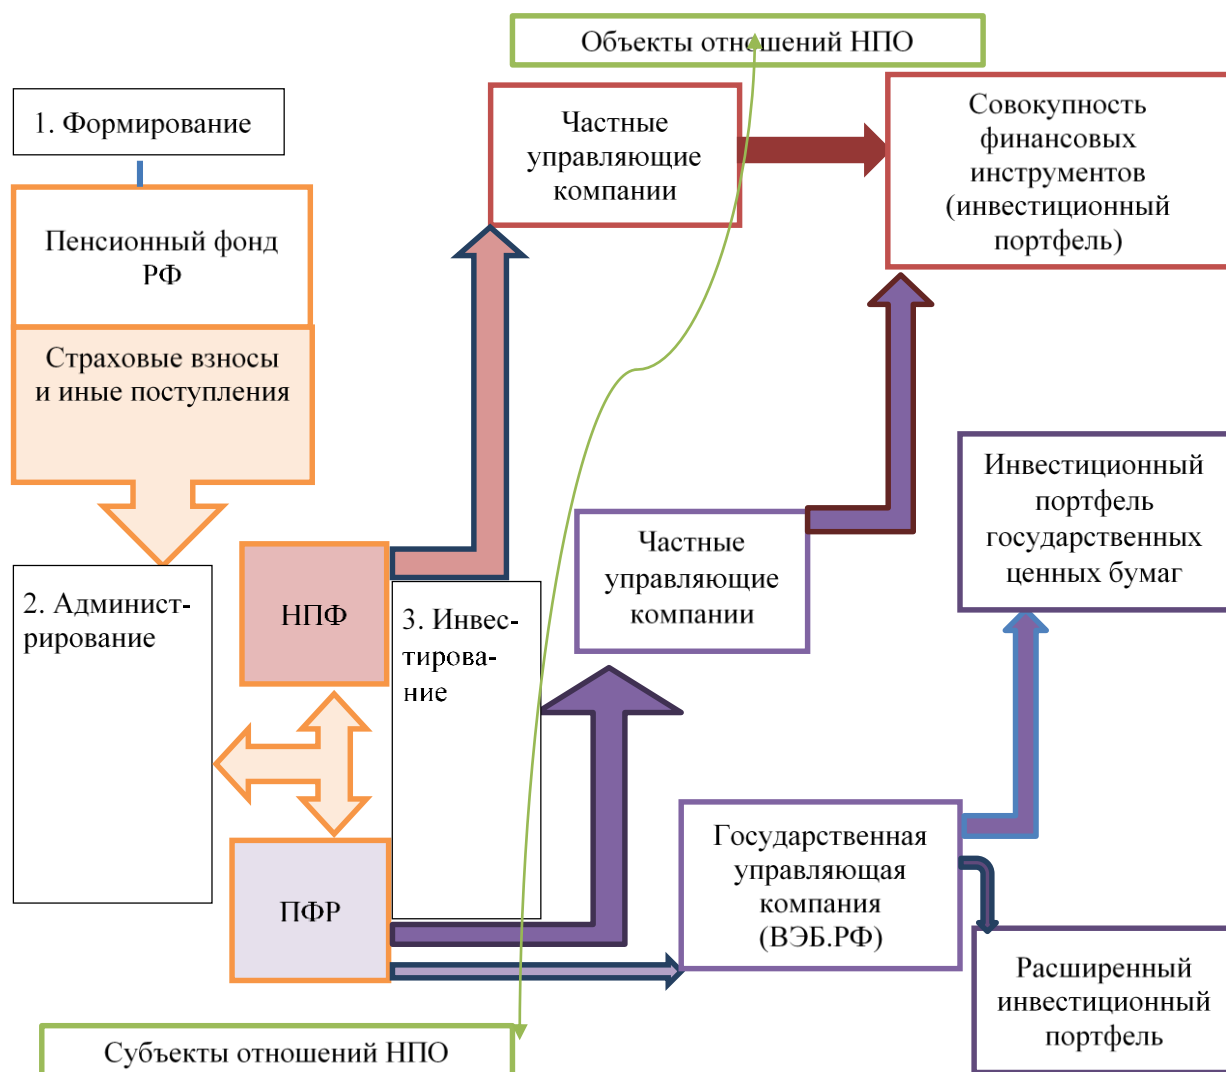 Объекты отношений НПО
1. Формирование
Частные
управляющие
компании
Совокупность
финансовых
инструментов
(инвестиционный
портфель)
Пенсионный фонд
РФ
Страховые взносы
и иные поступления
Инвестиционный
портфель
государственных
ценных бумаг
Частные
управляющие
компании
2. Админист-
рирование
НПФ
3. Инвес-
тирова-
ние
Государственная
управляющая
компания
(ВЭБ.РФ)
ПФР
Расширенный
инвестиционный
портфель
Субъекты отношений НПО